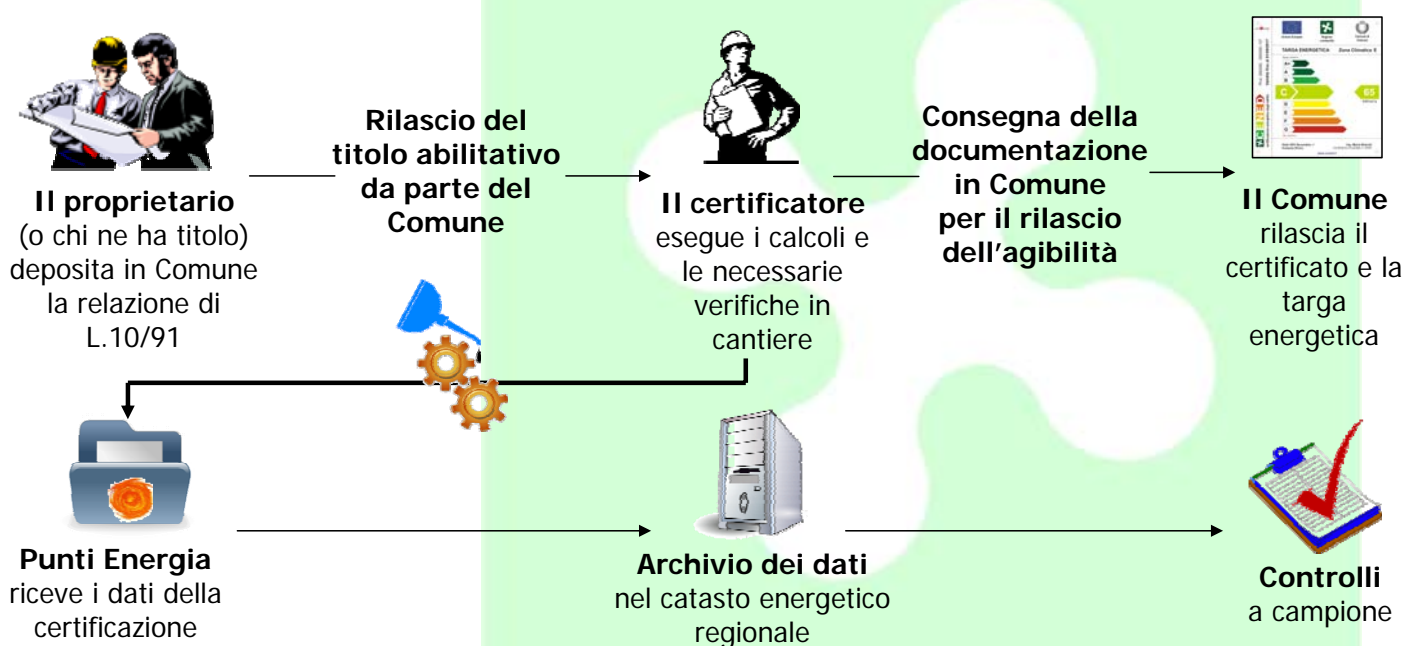 Il proprietario
(o chi ne ha titolo)
deposita in Comune
la relazione di
L.10/91
Rilascio del
titolo abilitativo
da parte del
Comune
Il certificatore
esegue i calcoli e
le necessarie
verifiche in
cantiere
Consegna della
documentazione
in Comune
per il rilascio
dell'agibilità
TARGA ENERGETICA
C
65
CENED
Il Comune
rilascia il
certificato e la
targa
energetica
Punti Energia
riceve i dati della
certificazione
Archivio dei dati
nel catasto energetico
regionale
Controlli
a campione